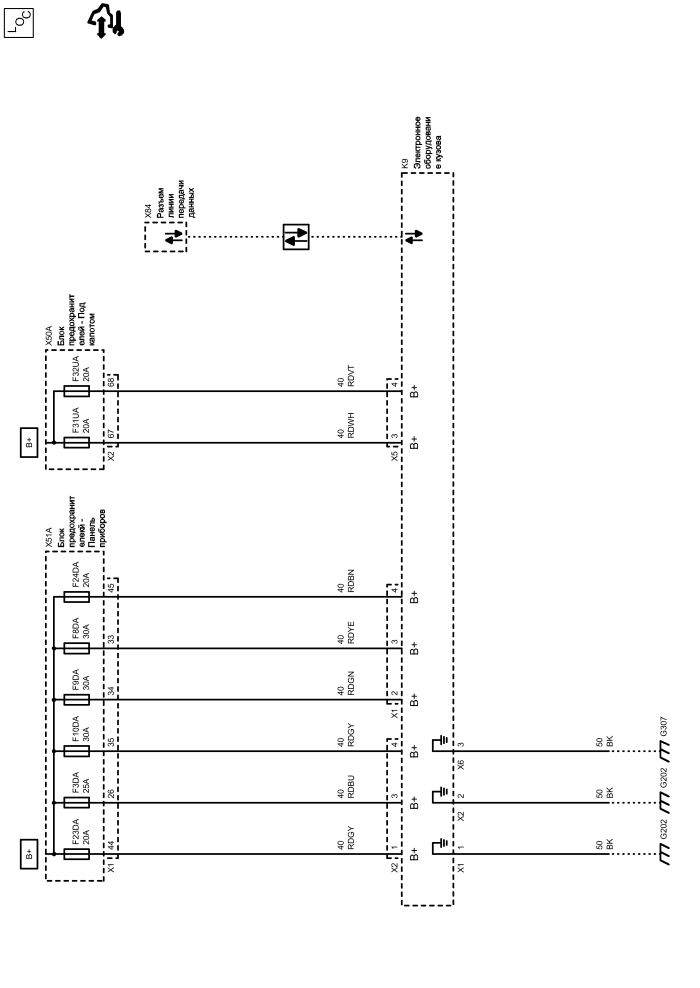 LOC
X84
Разъем
линии
передачи
данных
K9
Электронное
оборудовани
е кузова
X50A
Блок
предохранит
елей - Под
капотом
B+
F31UA
20A
F32UA
20A
X2
67
68
40
RDWH
40
RDVT
X5
3
4
B+
B+
X51A
Блок
предохранит
елей -
Панель
приборов
B+
F23DA
20A
F3DA
25A
F10DA
30A
F9DA
30A
F8DA
30A
F24DA
20A
X1
44
26
35
34
33
45
40
RDGY
40
RDBU
40
RDGY
40
RDGN
40
RDYE
40
RDBN
X2
1
3
4
X1
2
3
4
B+
B+
B+
B+
B+
B+
X1
1
X2
2
X6
3
50
BK
50
BK
50
BK
G202
G202
G307